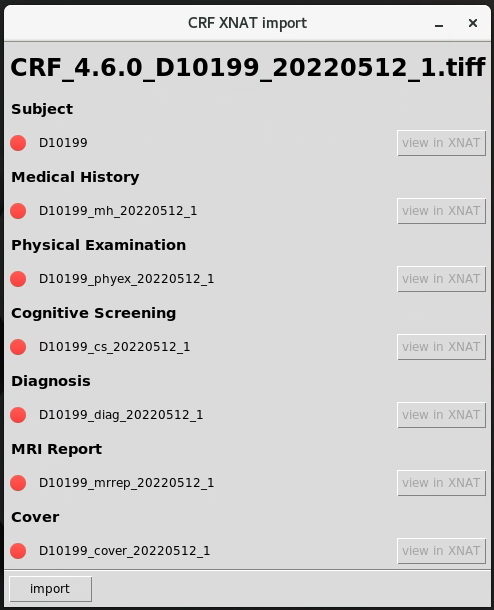 CRF XNAT import
CRF_4.6.0_D10199_20220512_1.tiff
Subject
D10199 view in XNAT
Medical History
D10199_mh_20220512_1 view in XNAT
Physical Examination
D10199_phyex_20220512_1 view in XNAT
Cognitive Screening
D10199_cs_20220512_1 view in XNAT
Diagnosis
D10199_diag_20220512_1 view in XNAT
MRI Report
D10199_mrrep_20220512_1 view in XNAT
Cover
D10199_cover_20220512_1 view in XNAT
import